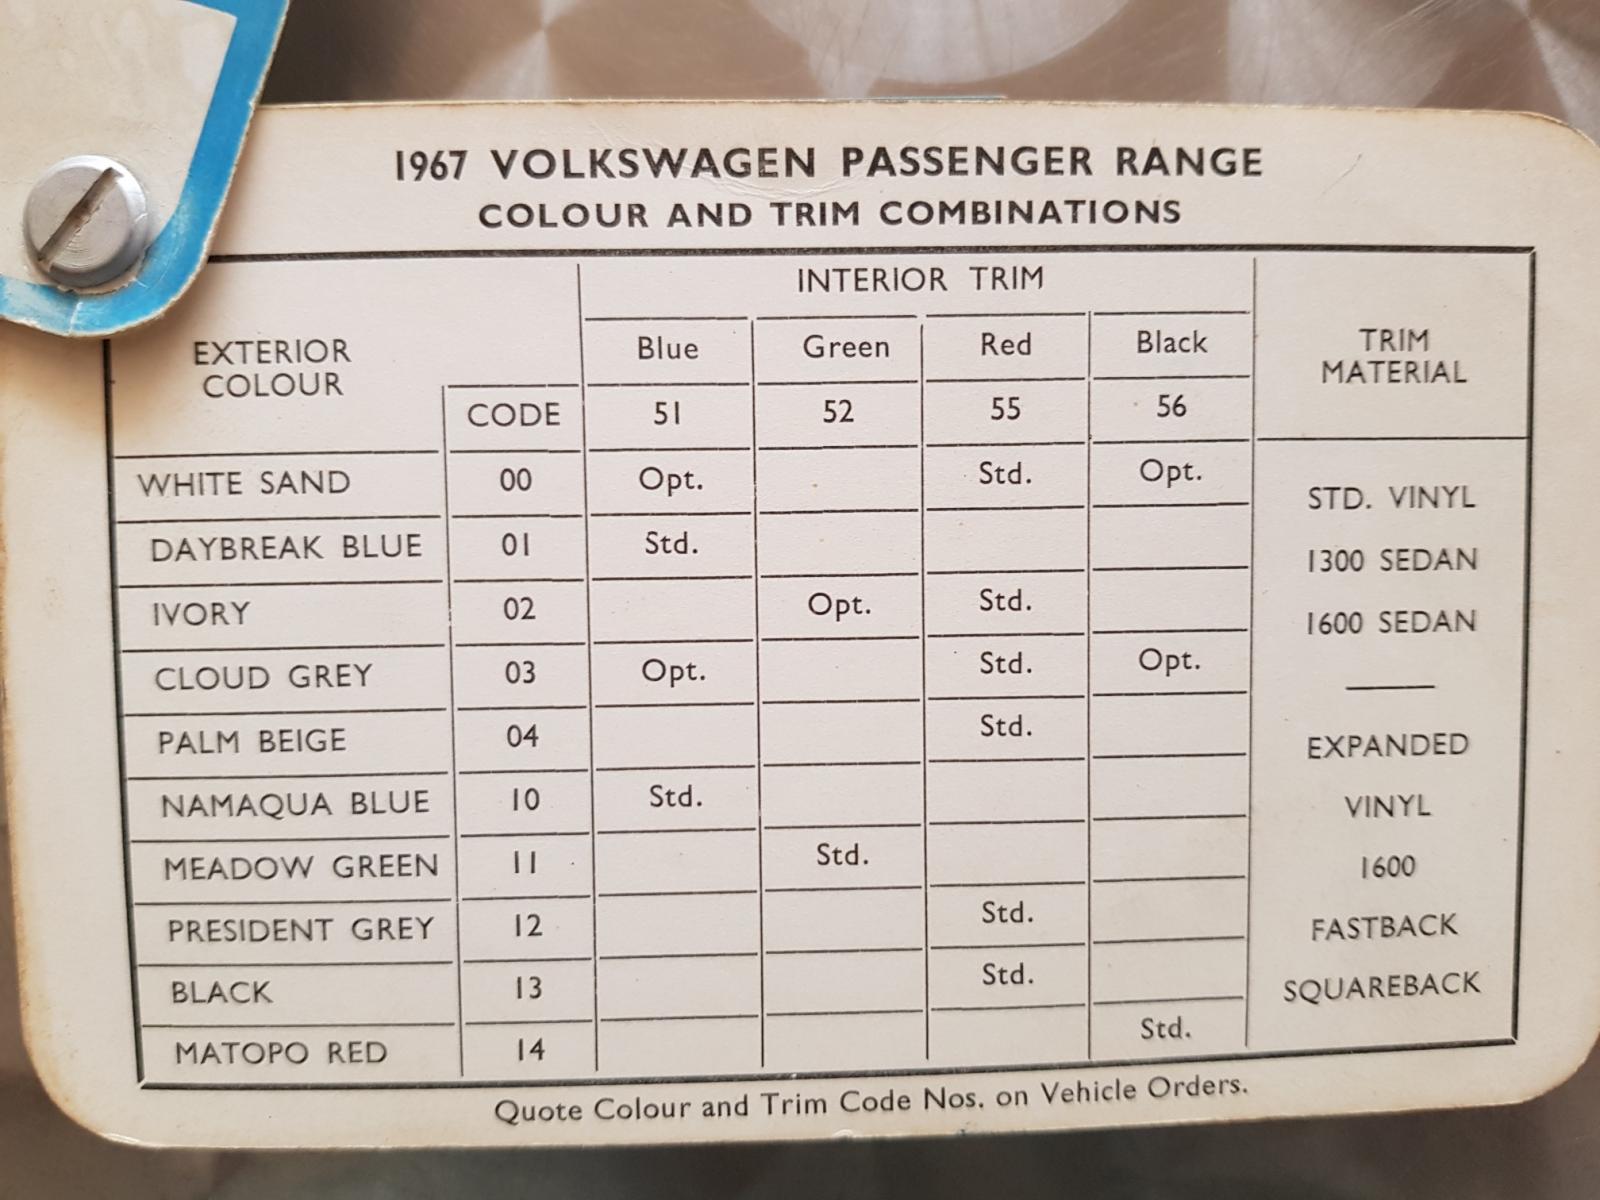 1967 VOLKSWAGEN PASSENGER RANGE
COLOUR AND TRIM COMBINATIONS
INTERIOR TRIM
EXTERIOR COLOUR Blue Green Red Black TRIM MATERIAL
CODE 51 52 55 56
WHITE SAND 00 Opt. Std. Opt.
STD. VINYL
DAYBREAK BLUE 01 Std.
1300 SEDAN
IVORY 02 Opt. Std.
1600 SEDAN
CLOUD GREY 03 Opt. Std. Opt.
PALM BEIGE 04 Std.
EXPANDED
NAMAQUA BLUE 10 Std.
VINYL
MEADOW GREEN 11 Std.
1600
PRESIDENT GREY 12 Std.
FASTBACK
BLACK 13 Std.
SQUAREBACK
MATOPO RED 14 Std.
Quote Colour and Trim Code Nos. on Vehicle Orders.